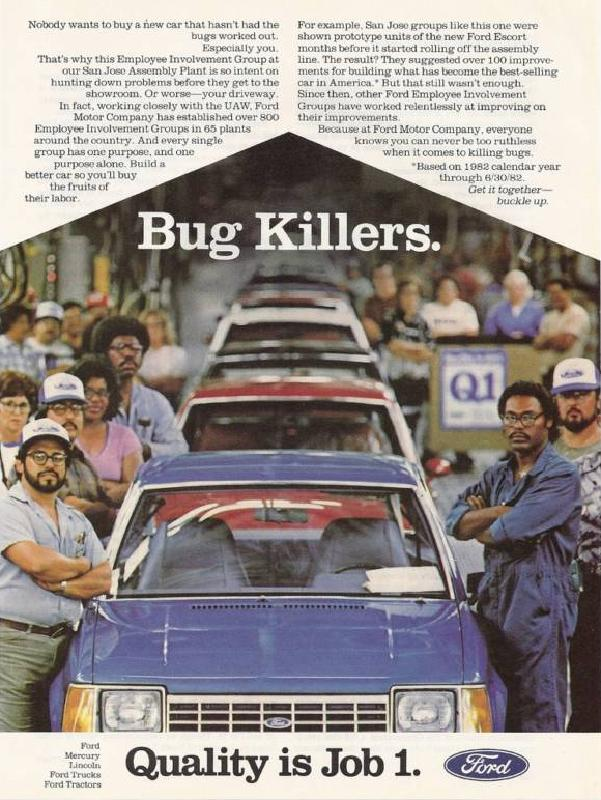 Nobody wants to buy a new car that hasn't had the
bugs worked out.
Especially you.
That's why this Employee Involvement Group at
our San Jose Assembly Plant is so intent on
hunting down problems before they get to the
showroom. Or worse—your driveway.
In fact, working closely with the UAW, Ford
Motor Company has established over 800
Employee Involvement Groups in 65 plants
around the country. And every single
group has one purpose, and one
purpose alone. Build a
better car so you'll buy
the fruits of
their labor.
For example, San Jose groups like this one were
shown prototype units of the new Ford Escort
months before it started rolling off the assembly
line. The result? They suggested over 100 improve-
ments for building what has become the best-selling
car in America.* But that still wasn't enough.
Since then, other Ford Employee Involvement
Groups have worked relentlessly at improving on
their improvements.
Because at Ford Motor Company, everyone
knows you can never be too ruthless
when it comes to killing bugs.
*Based on 1982 calendar year
through 6/30/82.
Get it together—
buckle up.
Bug Killers.
Q1
Ford
Ford
Mercury
Lincoln
Ford Trucks
Ford Tractors
Quality is Job 1.
Ford